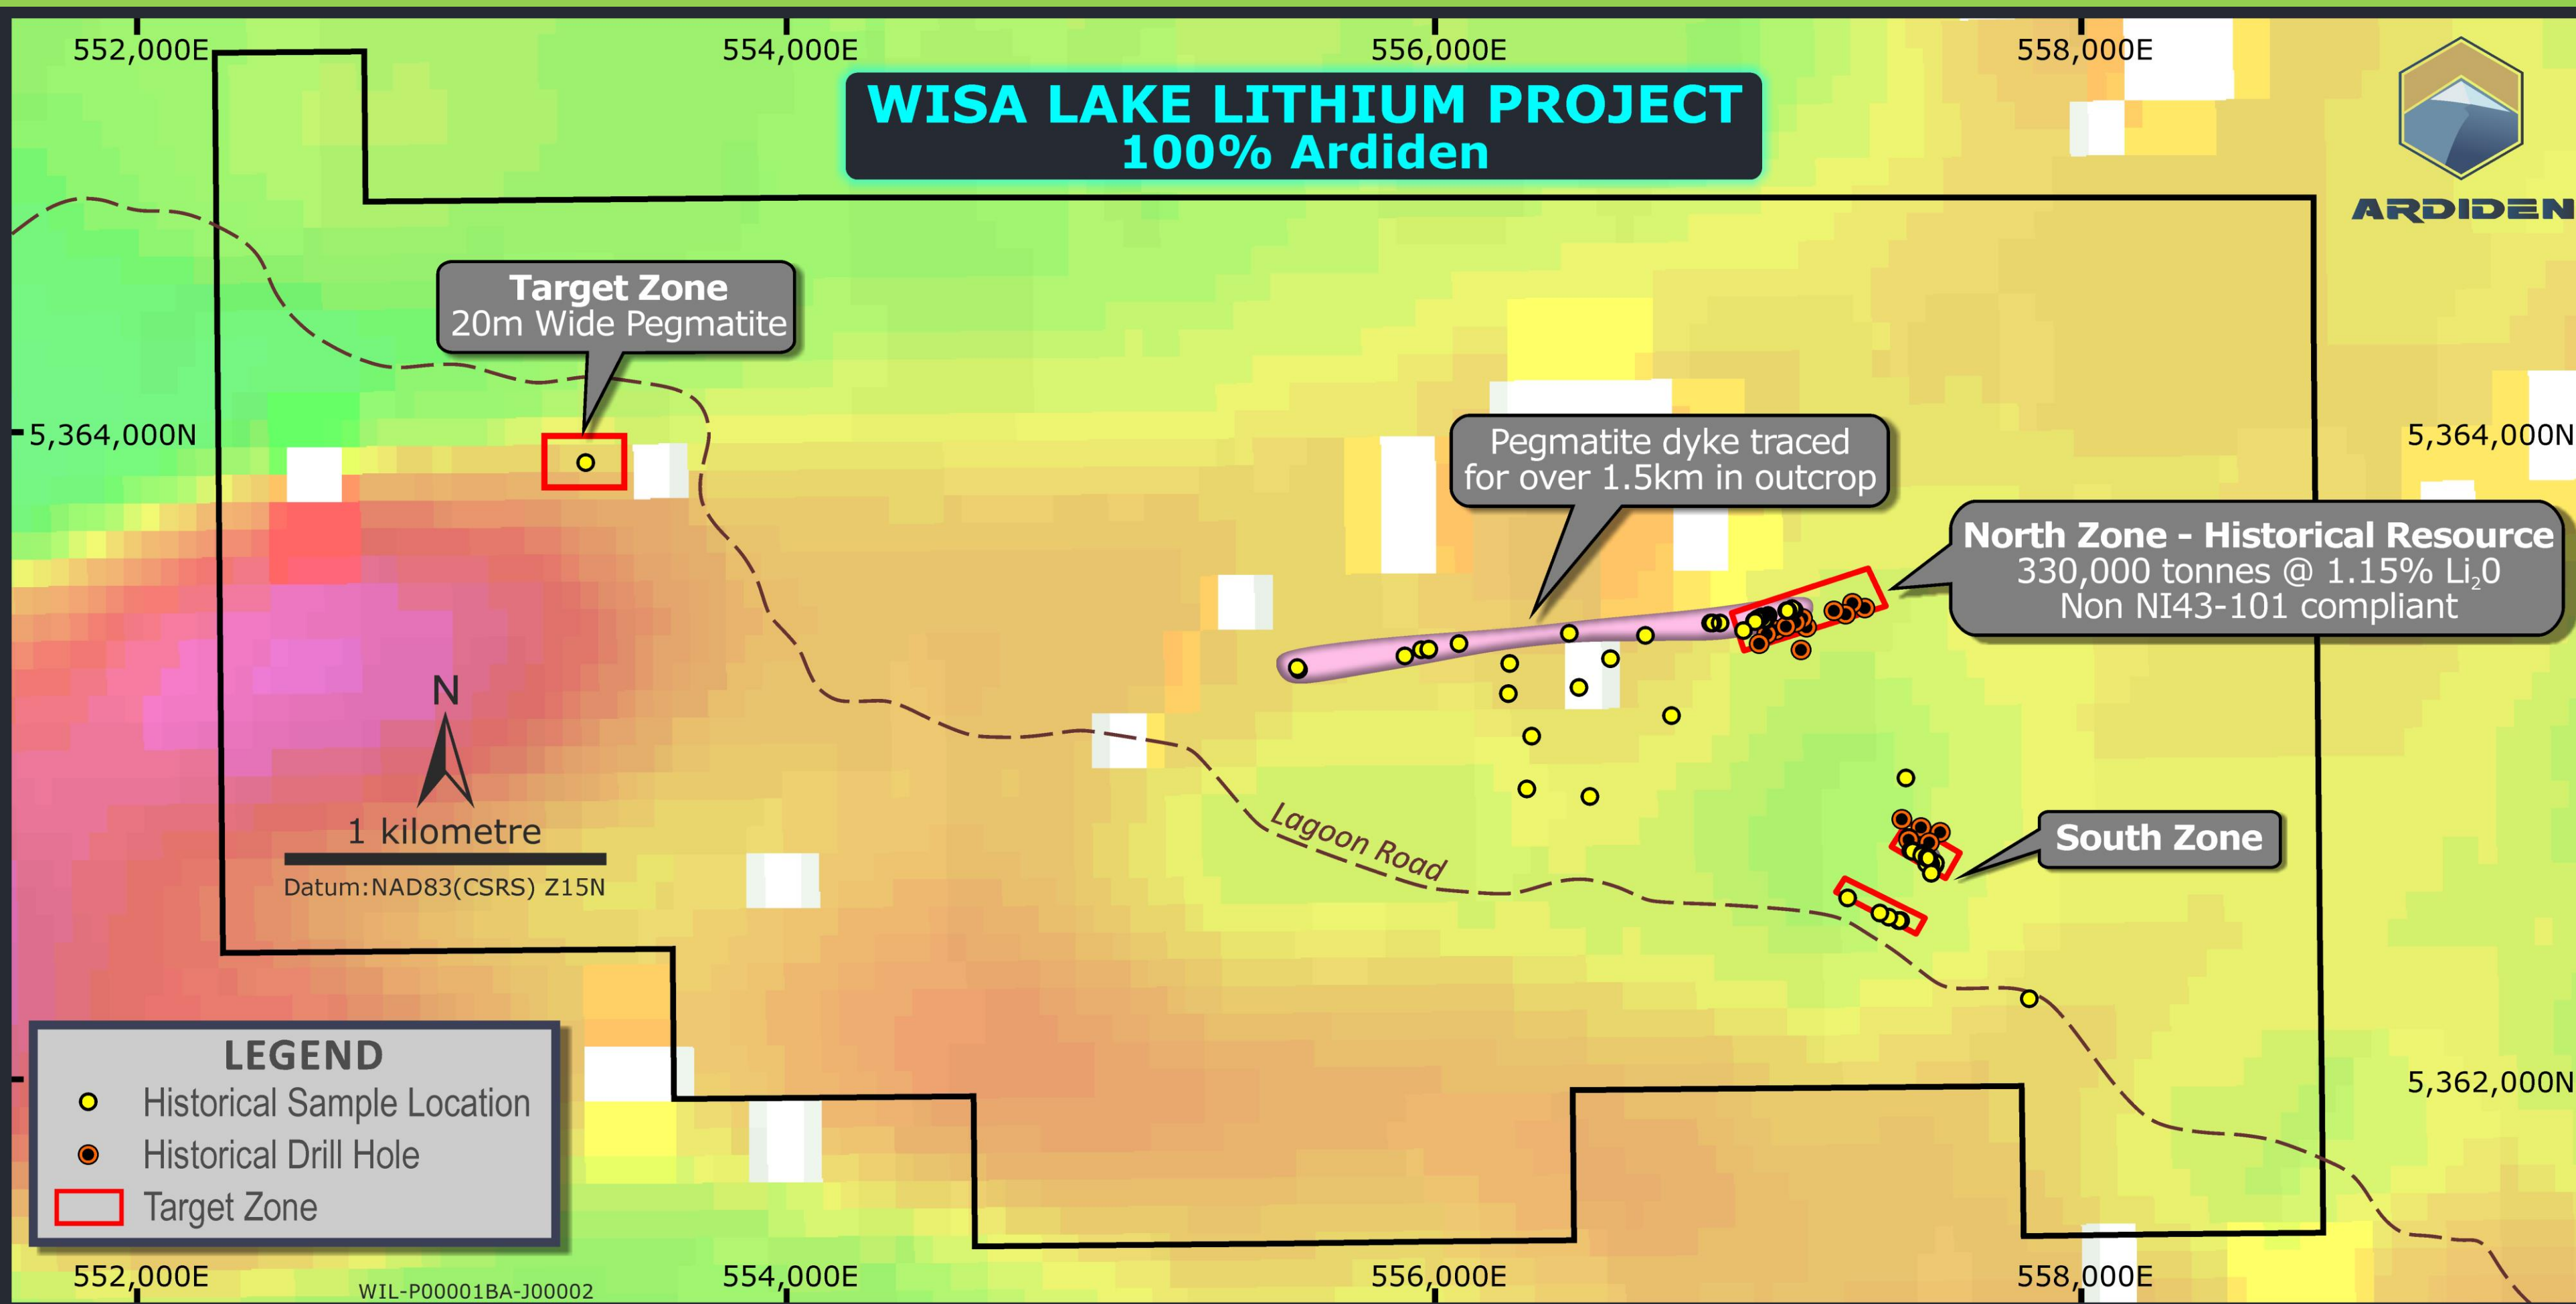 552,000E
554,000E
556,000E
558,000E
WISA LAKE LITHIUM PROJECT
100% Ardiden
ARDIDEN
Target Zone
20m Wide Pegmatite
5,364,000N
5,364,000N
Pegmatite dyke traced
for over 1.5km in outcrop
North Zone - Historical Resource
330,000 tonnes @ 1.15% Li₂0
Non NI43-101 compliant
N
1 kilometre
Datum:NAD83(CSRS) Z15N
Lagoon Road
South Zone
LEGEND
Historical Sample Location
Historical Drill Hole
Target Zone
5,362,000N
552,000E
WIL-P00001BA-J00002
554,000E
556,000E
558,000E